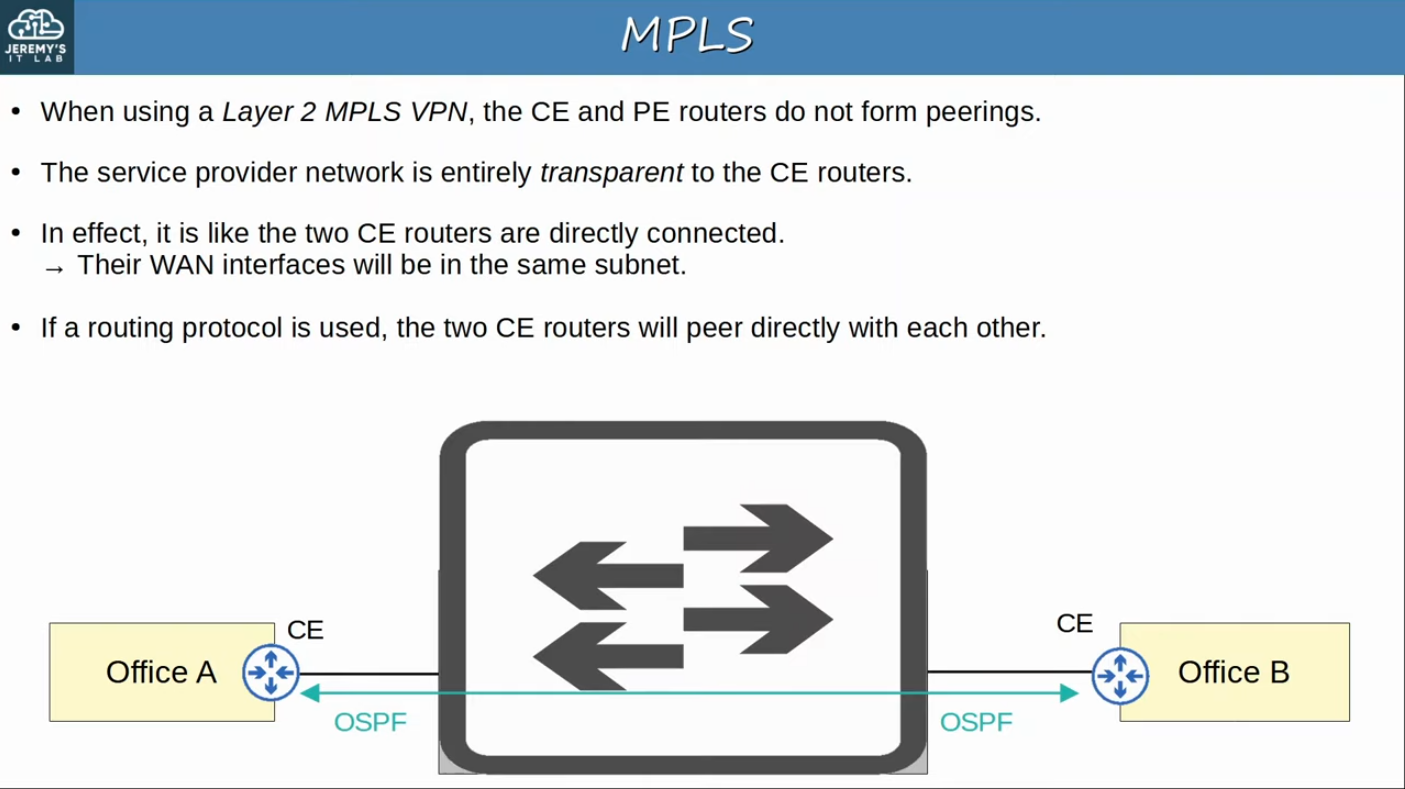 JEREMY'S
IT LAB
MPLS
• When using a Layer 2 MPLS VPN, the CE and PE routers do not form peerings.
• The service provider network is entirely transparent to the CE routers.
• In effect, it is like the two CE routers are directly connected.
→ Their WAN interfaces will be in the same subnet.
• If a routing protocol is used, the two CE routers will peer directly with each other.
CE
CE
Office A
Office B
OSPF
OSPF